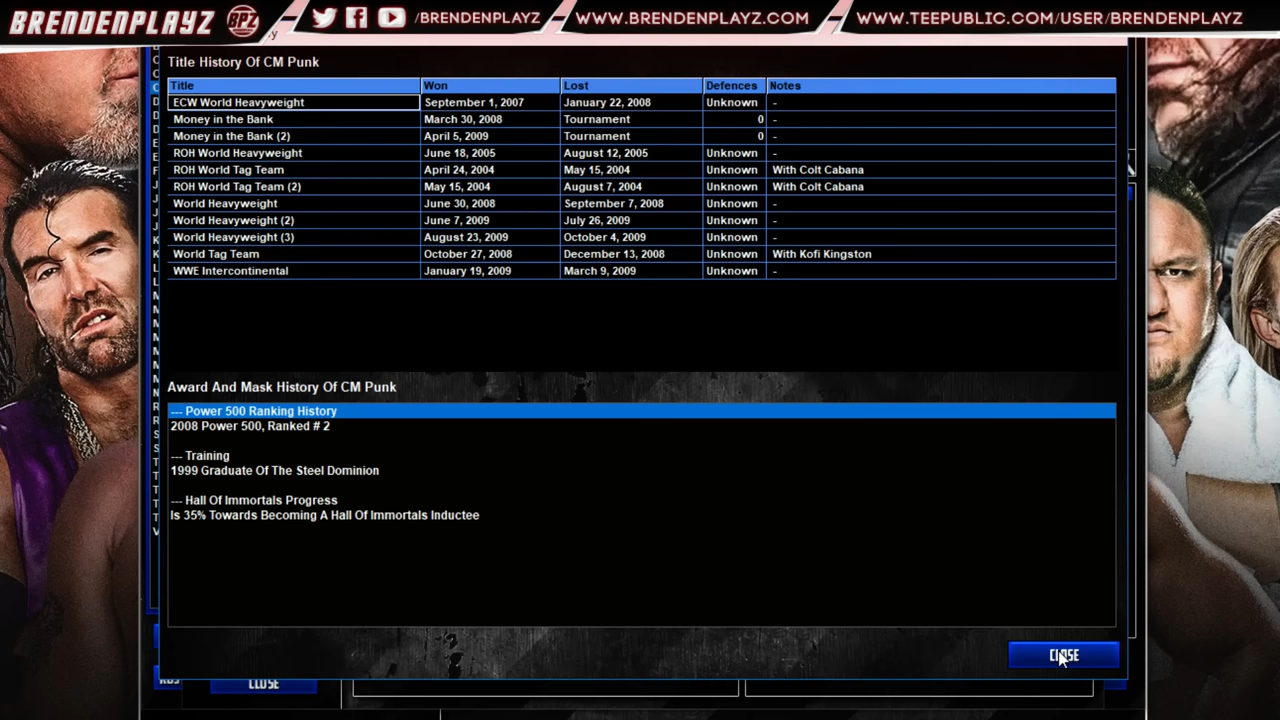 BRENDENPLAYZ BPZ /BRENDENPLAYZ WWW.BRENDENPLAYZ.COM WWW.TEEPUBLIC.COM/USER/BRENDENPLAYZ
Title History Of CM Punk
Title Won Lost Defences Notes
ECW World Heavyweight September 1, 2007 January 22, 2008 Unknown -
Money in the Bank March 30, 2008 Tournament 0 -
Money in the Bank (2) April 5, 2009 Tournament 0 -
ROH World Heavyweight June 18, 2005 August 12, 2005 Unknown -
ROH World Tag Team April 24, 2004 May 15, 2004 Unknown With Colt Cabana
ROH World Tag Team (2) May 15, 2004 August 7, 2004 Unknown With Colt Cabana
World Heavyweight June 30, 2008 September 7, 2008 Unknown -
World Heavyweight (2) June 7, 2009 July 26, 2009 Unknown -
World Heavyweight (3) August 23, 2009 October 4, 2009 Unknown -
World Tag Team October 27, 2008 December 13, 2008 Unknown With Kofi Kingston
WWE Intercontinental January 19, 2009 March 9, 2009 Unknown -
Award And Mask History Of CM Punk
--- Power 500 Ranking History
2008 Power 500, Ranked # 2
--- Training
1999 Graduate Of The Steel Dominion
--- Hall Of Immortals Progress
Is 35% Towards Becoming A Hall Of Immortals Inductee
CLOSE
CLOSE